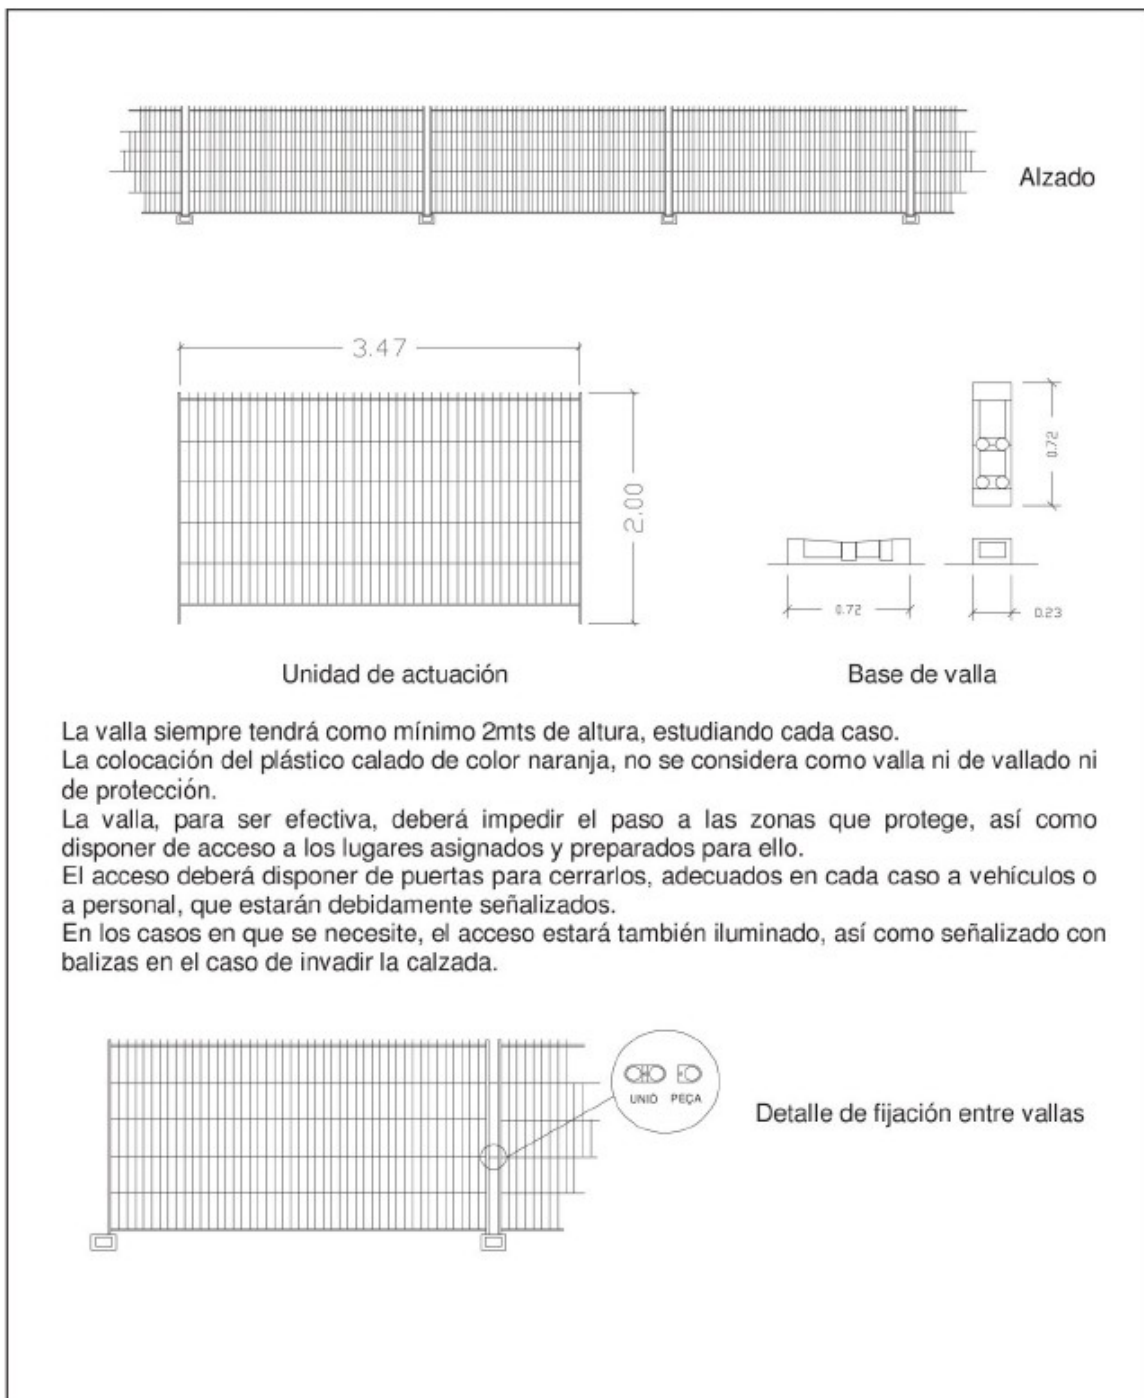 Alzado
3.47
2.00
0.72
0.72
0.23
Unidad de actuación
Base de valla
La valla siempre tendrá como mínimo 2mts de altura, estudiando cada caso.
La colocación del plástico calado de color naranja, no se considera como valla ni de vallado ni
de protección.
La valla, para ser efectiva, deberá impedir el paso a las zonas que protege, así como
disponer de acceso a los lugares asignados y preparados para ello.
El acceso deberá disponer de puertas para cerrarlos, adecuados en cada caso a vehículos o
a personal, que estarán debidamente señalizados.
En los casos en que se necesite, el acceso estará también iluminado, así como señalizado con
balizas en el caso de invadir la calzada.
UNIÓ PEÇA
Detalle de fijación entre vallas